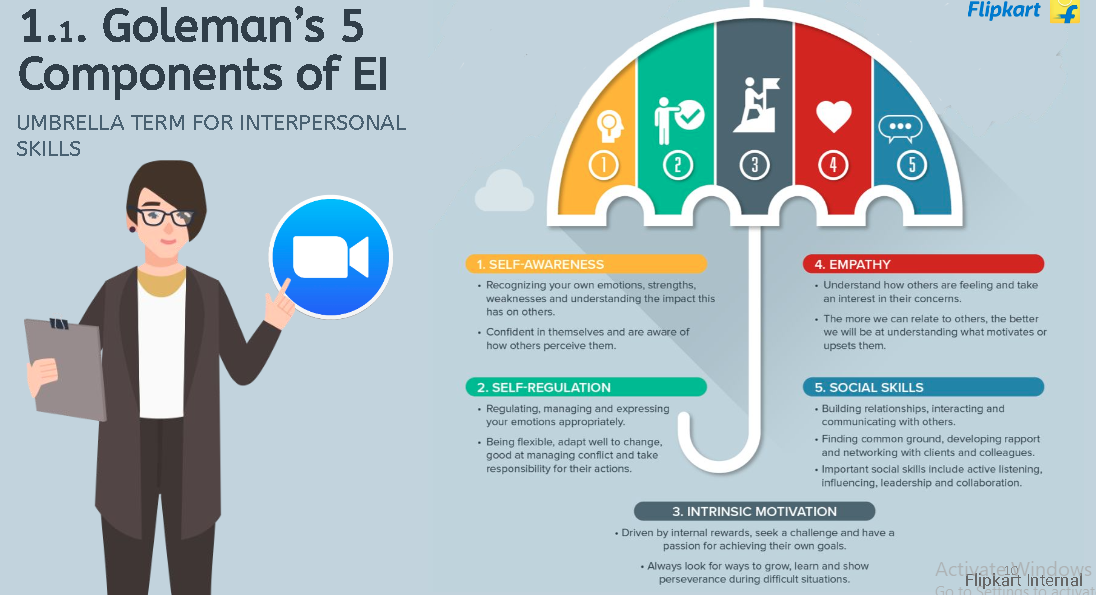 1.1. Goleman's 5
Components of EI
UMBRELLA TERM FOR INTERPERSONAL
SKILLS
Flipkart
1
2
3
4
5
1. SELF-AWARENESS
• Recognizing your own emotions, strengths,
weaknesses and understanding the impact this
has on others.
• Confident in themselves and are aware of
how others perceive them.
2. SELF-REGULATION
• Regulating, managing and expressing
your emotions appropriately.
• Being flexible, adapt well to change,
good at managing conflict and take
responsibility for their actions.
4. EMPATHY
• Understand how others are feeling and take
an interest in their concerns.
• The more we can relate to others, the better
we will be at understanding what motivates or
upsets them.
5. SOCIAL SKILLS
• Building relationships, interacting and
communicating with others.
• Finding common ground, developing rapport
and networking with clients and colleagues.
• Important social skills include active listening,
influencing, leadership and collaboration.
3. INTRINSIC MOTIVATION
• Driven by internal rewards, seek a challenge and have a
passion for achieving their own goals.
• Always look for ways to grow, learn and show
perseverance during difficult situations.
Activate Windows
10
Flipkart Internal
Go to Settings to activat